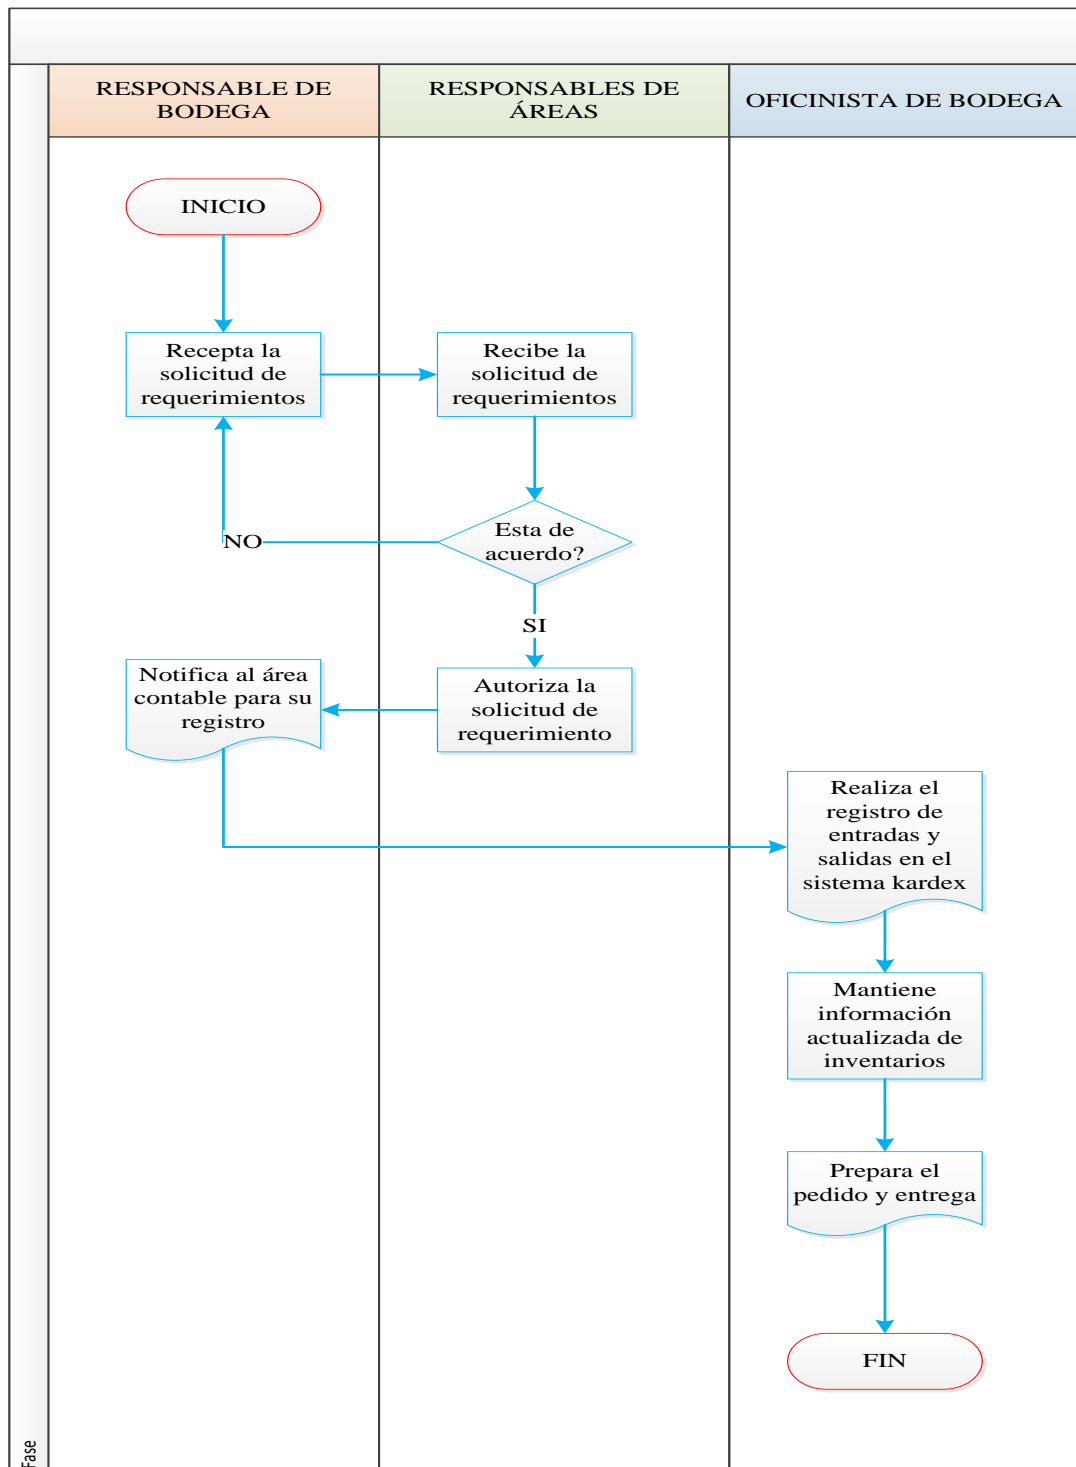 RESPONSABLE DE
BODEGA
RESPONSABLES DE
ÁREAS
OFICINISTA DE BODEGA
INICIO
Recepta la
solicitud de
requerimientos
Recibe la
solicitud de
requerimientos
Esta de
acuerdo?
NO
SI
Autoriza la
solicitud de
requerimiento
Notifica al área
contable para su
registro
Realiza el
registro de
entradas y
salidas en el
sistema kardex
Mantiene
información
actualizada de
inventarios
Prepara el
pedido y entrega
FIN
Fase